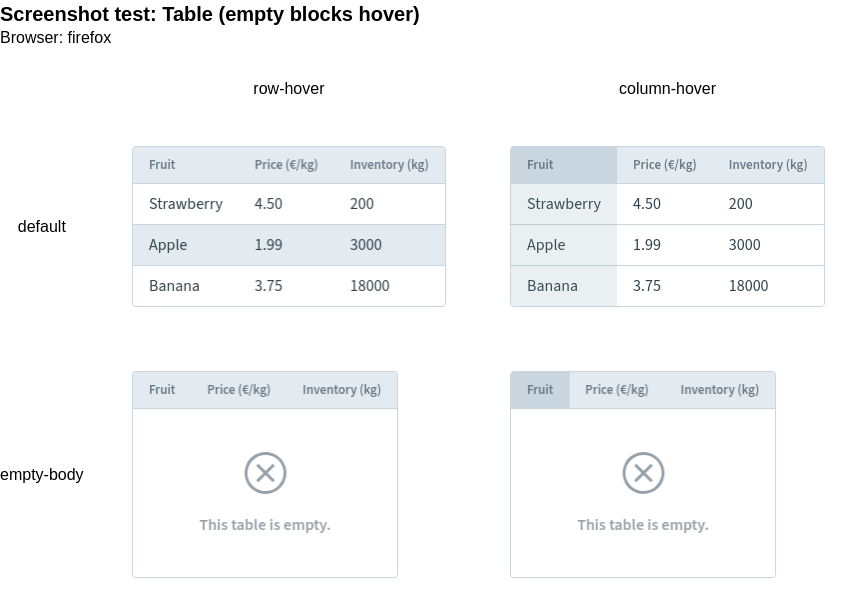 Screenshot test: Table (empty blocks hover)
Browser: firefox
row-hover column-hover
default
Fruit Price (€/kg) Inventory (kg)
Strawberry 4.50 200
Apple 1.99 3000
Banana 3.75 18000
Fruit Price (€/kg) Inventory (kg)
Strawberry 4.50 200
Apple 1.99 3000
Banana 3.75 18000
empty-body
Fruit Price (€/kg) Inventory (kg)
This table is empty.
Fruit Price (€/kg) Inventory (kg)
This table is empty.